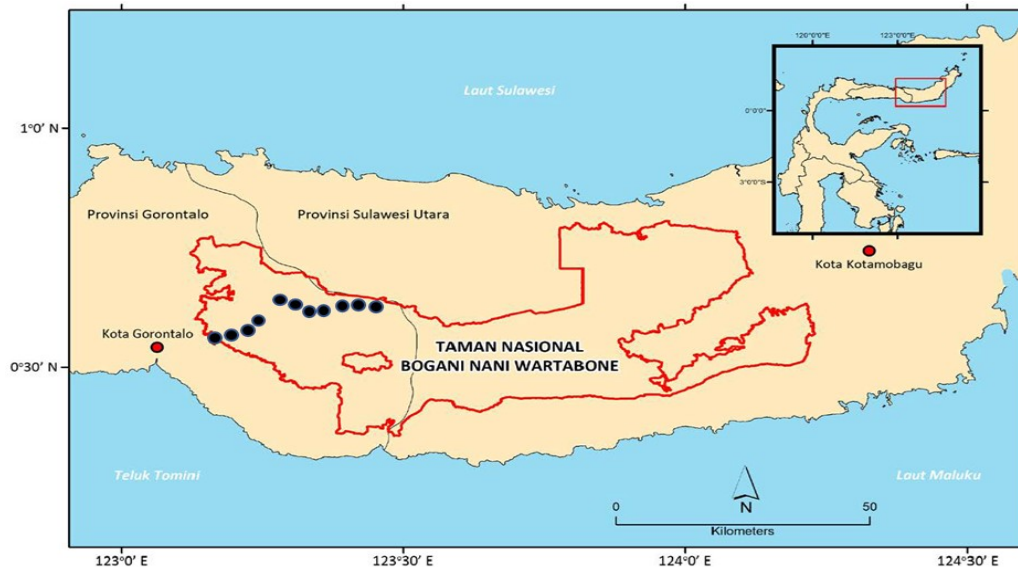 120°0'0"E
123°0'0"E
0°0'0"
3°0'0"S
Laut Sulawesi
1°0' N
Provinsi Gorontalo
Provinsi Sulawesi Utara
Kota Kotamobagu
Kota Gorontalo
TAMAN NASIONAL
BOGANI NANI WARTABONE
0°30' N
Teluk Tomini
Laut Maluku
N
0
50
Kilometers
123°0' E
123°30' E
124°0' E
124°30' E